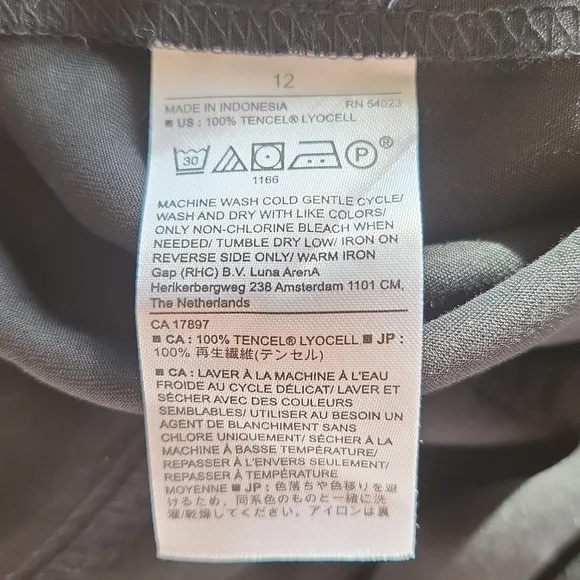 12
MADE IN INDONESIA RN 54023
■ US : 100% TENCEL® LYOCELL
30 P ®
1166
MACHINE WASH COLD GENTLE CYCLE/
WASH AND DRY WITH LIKE COLORS/
ONLY NON-CHLORINE BLEACH WHEN
NEEDED/ TUMBLE DRY LOW/ IRON ON
REVERSE SIDE ONLY/ WARM IRON
Gap (RHC) B.V. Luna ArenA
Herikerbergweg 238 Amsterdam 1101 CM,
The Netherlands
CA 17897
■ CA : 100% TENCEL® LYOCELL ■ JP :
100% 再生繊維(テンセル)
■ CA : LAVER À LA MACHINE À L'EAU
FROIDE AU CYCLE DÉLICAT/ LAVER ET
SÉCHER AVEC DES COULEURS
SEMBLABLES/ UTILISER AU BESOIN UN
AGENT DE BLANCHIMENT SANS
CHLORE UNIQUEMENT/ SÉCHER À LA
MACHINE À BASSE TEMPÉRATURE/
REPASSER À L'ENVERS SEULEMENT/
REPASSER À TEMPÉRATURE
MOYENNE ■ JP : 色落ちや色移りを避
けるため、同系色のものと一緒に洗
濯/乾燥してください。アイロンは裏